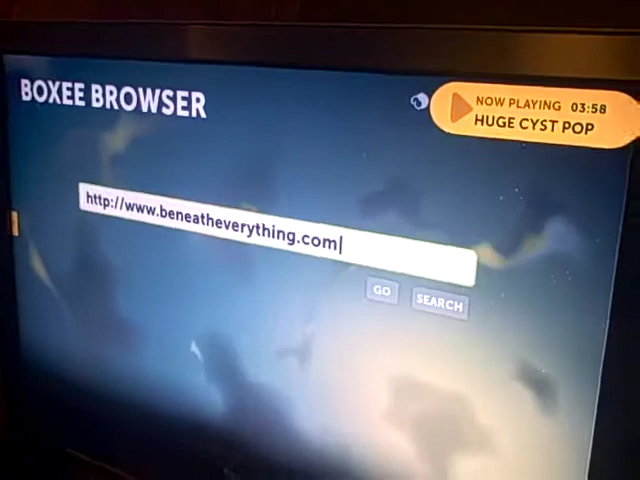 BOXEE BROWSER
NOW PLAYING 03:58
HUGE CYST POP
http://www.beneatheverything.com
GO
SEARCH